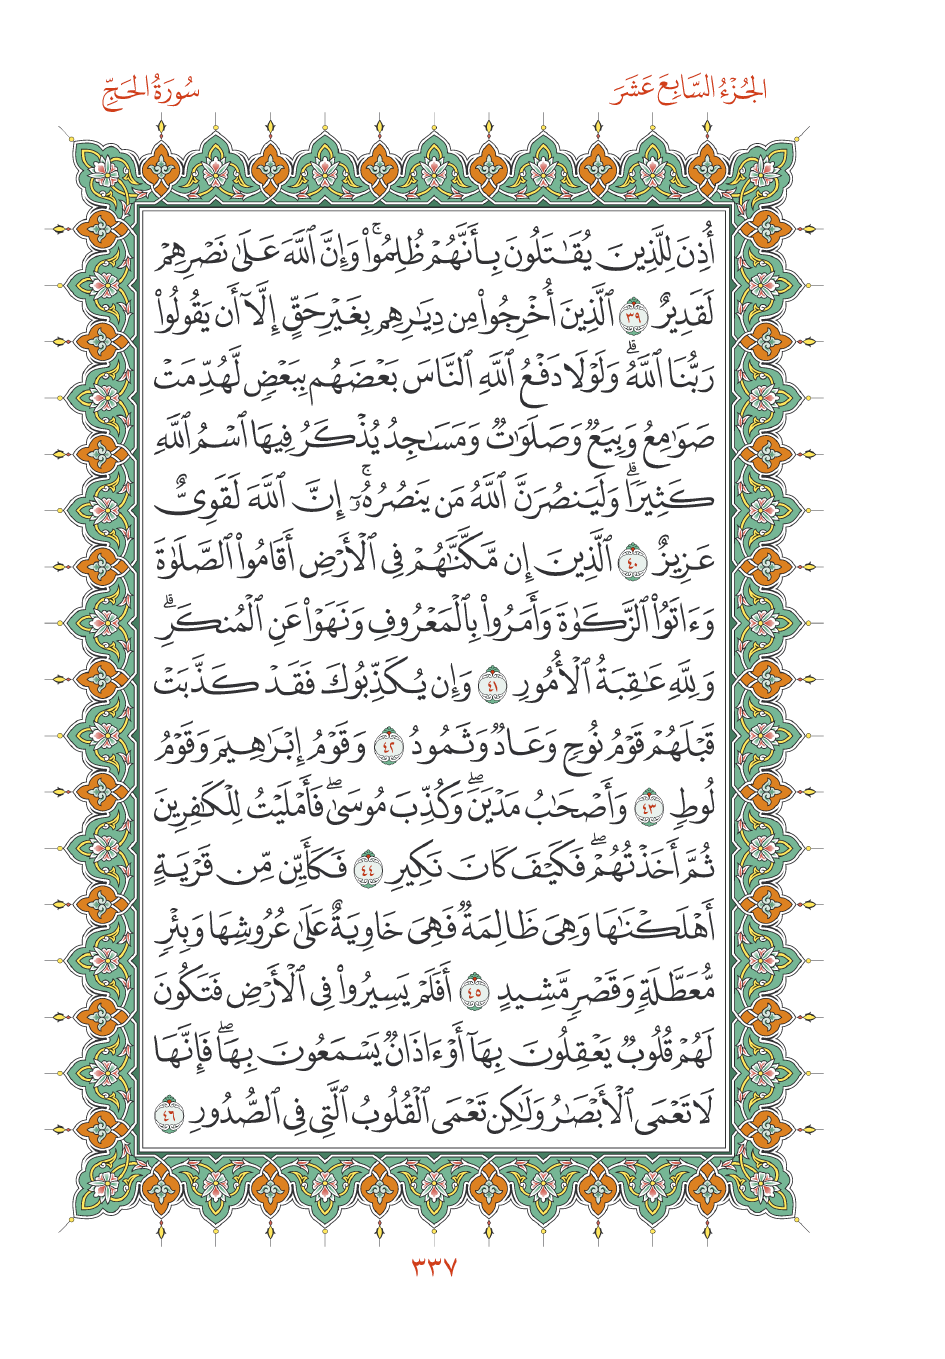 الجُزْءُ السَّابِعَ عَشَرَ
سُورَةُ الحَجِّ
أُذِنَ لِلَّذِينَ يُقَٰتَلُونَ بِأَنَّهُمْ ظُلِمُوا۟ۚ وَإِنَّ ٱللَّهَ عَلَىٰ نَصْرِهِمْ
لَقَدِيرٌ ٣٩ ٱلَّذِينَ أُخْرِجُوا۟ مِن دِيَٰرِهِم بِغَيْرِ حَقٍّ إِلَّآ أَن يَقُولُوا۟
رَبُّنَا ٱللَّهُۗ وَلَوْلَا دَفْعُ ٱللَّهِ ٱلنَّاسَ بَعْضَهُم بِبَعْضٍ لَّهُدِّمَتْ
صَوَٰمِعُ وَبِيَعٌ وَصَلَوَٰتٌ وَمَسَٰجِدُ يُذْكَرُ فِيهَا ٱسْمُ ٱللَّهِ
كَثِيرًاۗ وَلَيَنصُرَنَّ ٱللَّهُ مَن يَنصُرُهُۥٓۚ إِنَّ ٱللَّهَ لَقَوِىٌّ
عَزِيزٌ ٤٠ ٱلَّذِينَ إِن مَّكَّنَّٰهُمْ فِى ٱلْأَرْضِ أَقَامُوا۟ ٱلصَّلَوٰةَ
وَءَاتَوُا۟ ٱلزَّكَوٰةَ وَأَمَرُوا۟ بِٱلْمَعْرُوفِ وَنَهَوْا۟ عَنِ ٱلْمُنكَرِۗ
وَلِلَّهِ عَٰقِبَةُ ٱلْأُمُورِ ٤١ وَإِن يُكَذِّبُوكَ فَقَدْ كَذَّبَتْ
قَبْلَهُمْ قَوْمُ نُوحٍ وَعَادٌ وَثَمُودُ ٤٢ وَقَوْمُ إِبْرَٰهِيمَ وَقَوْمُ
لُوطٍ ٤٣ وَأَصْحَٰبُ مَدْيَنَۖ وَكُذِّبَ مُوسَىٰۖ فَأَمْلَيْتُ لِلْكَٰفِرِينَ
ثُمَّ أَخَذْتُهُمْۖ فَكَيْفَ كَانَ نَكِيرِ ٤٤ فَكَأَيِّن مِّن قَرْيَةٍ
أَهْلَكْنَٰهَا وَهِىَ ظَالِمَةٌ فَهِىَ خَاوِيَةٌ عَلَىٰ عُرُوشِهَا وَبِئْرٍ
مُّعَطَّلَةٍ وَقَصْرٍ مَّشِيدٍ ٤٥ أَفَلَمْ يَسِيرُوا۟ فِى ٱلْأَرْضِ فَتَكُونَ
لَهُمْ قُلُوبٌ يَعْقِلُونَ بِهَآ أَوْ ءَاذَانٌ يَسْمَعُونَ بِهَاۖ فَإِنَّهَا
لَا تَعْمَى ٱلْأَبْصَٰرُ وَلَٰكِن تَعْمَى ٱلْقُلُوبُ ٱلَّتِى فِى ٱلصُّدُورِ ٤٦
٣٣٧